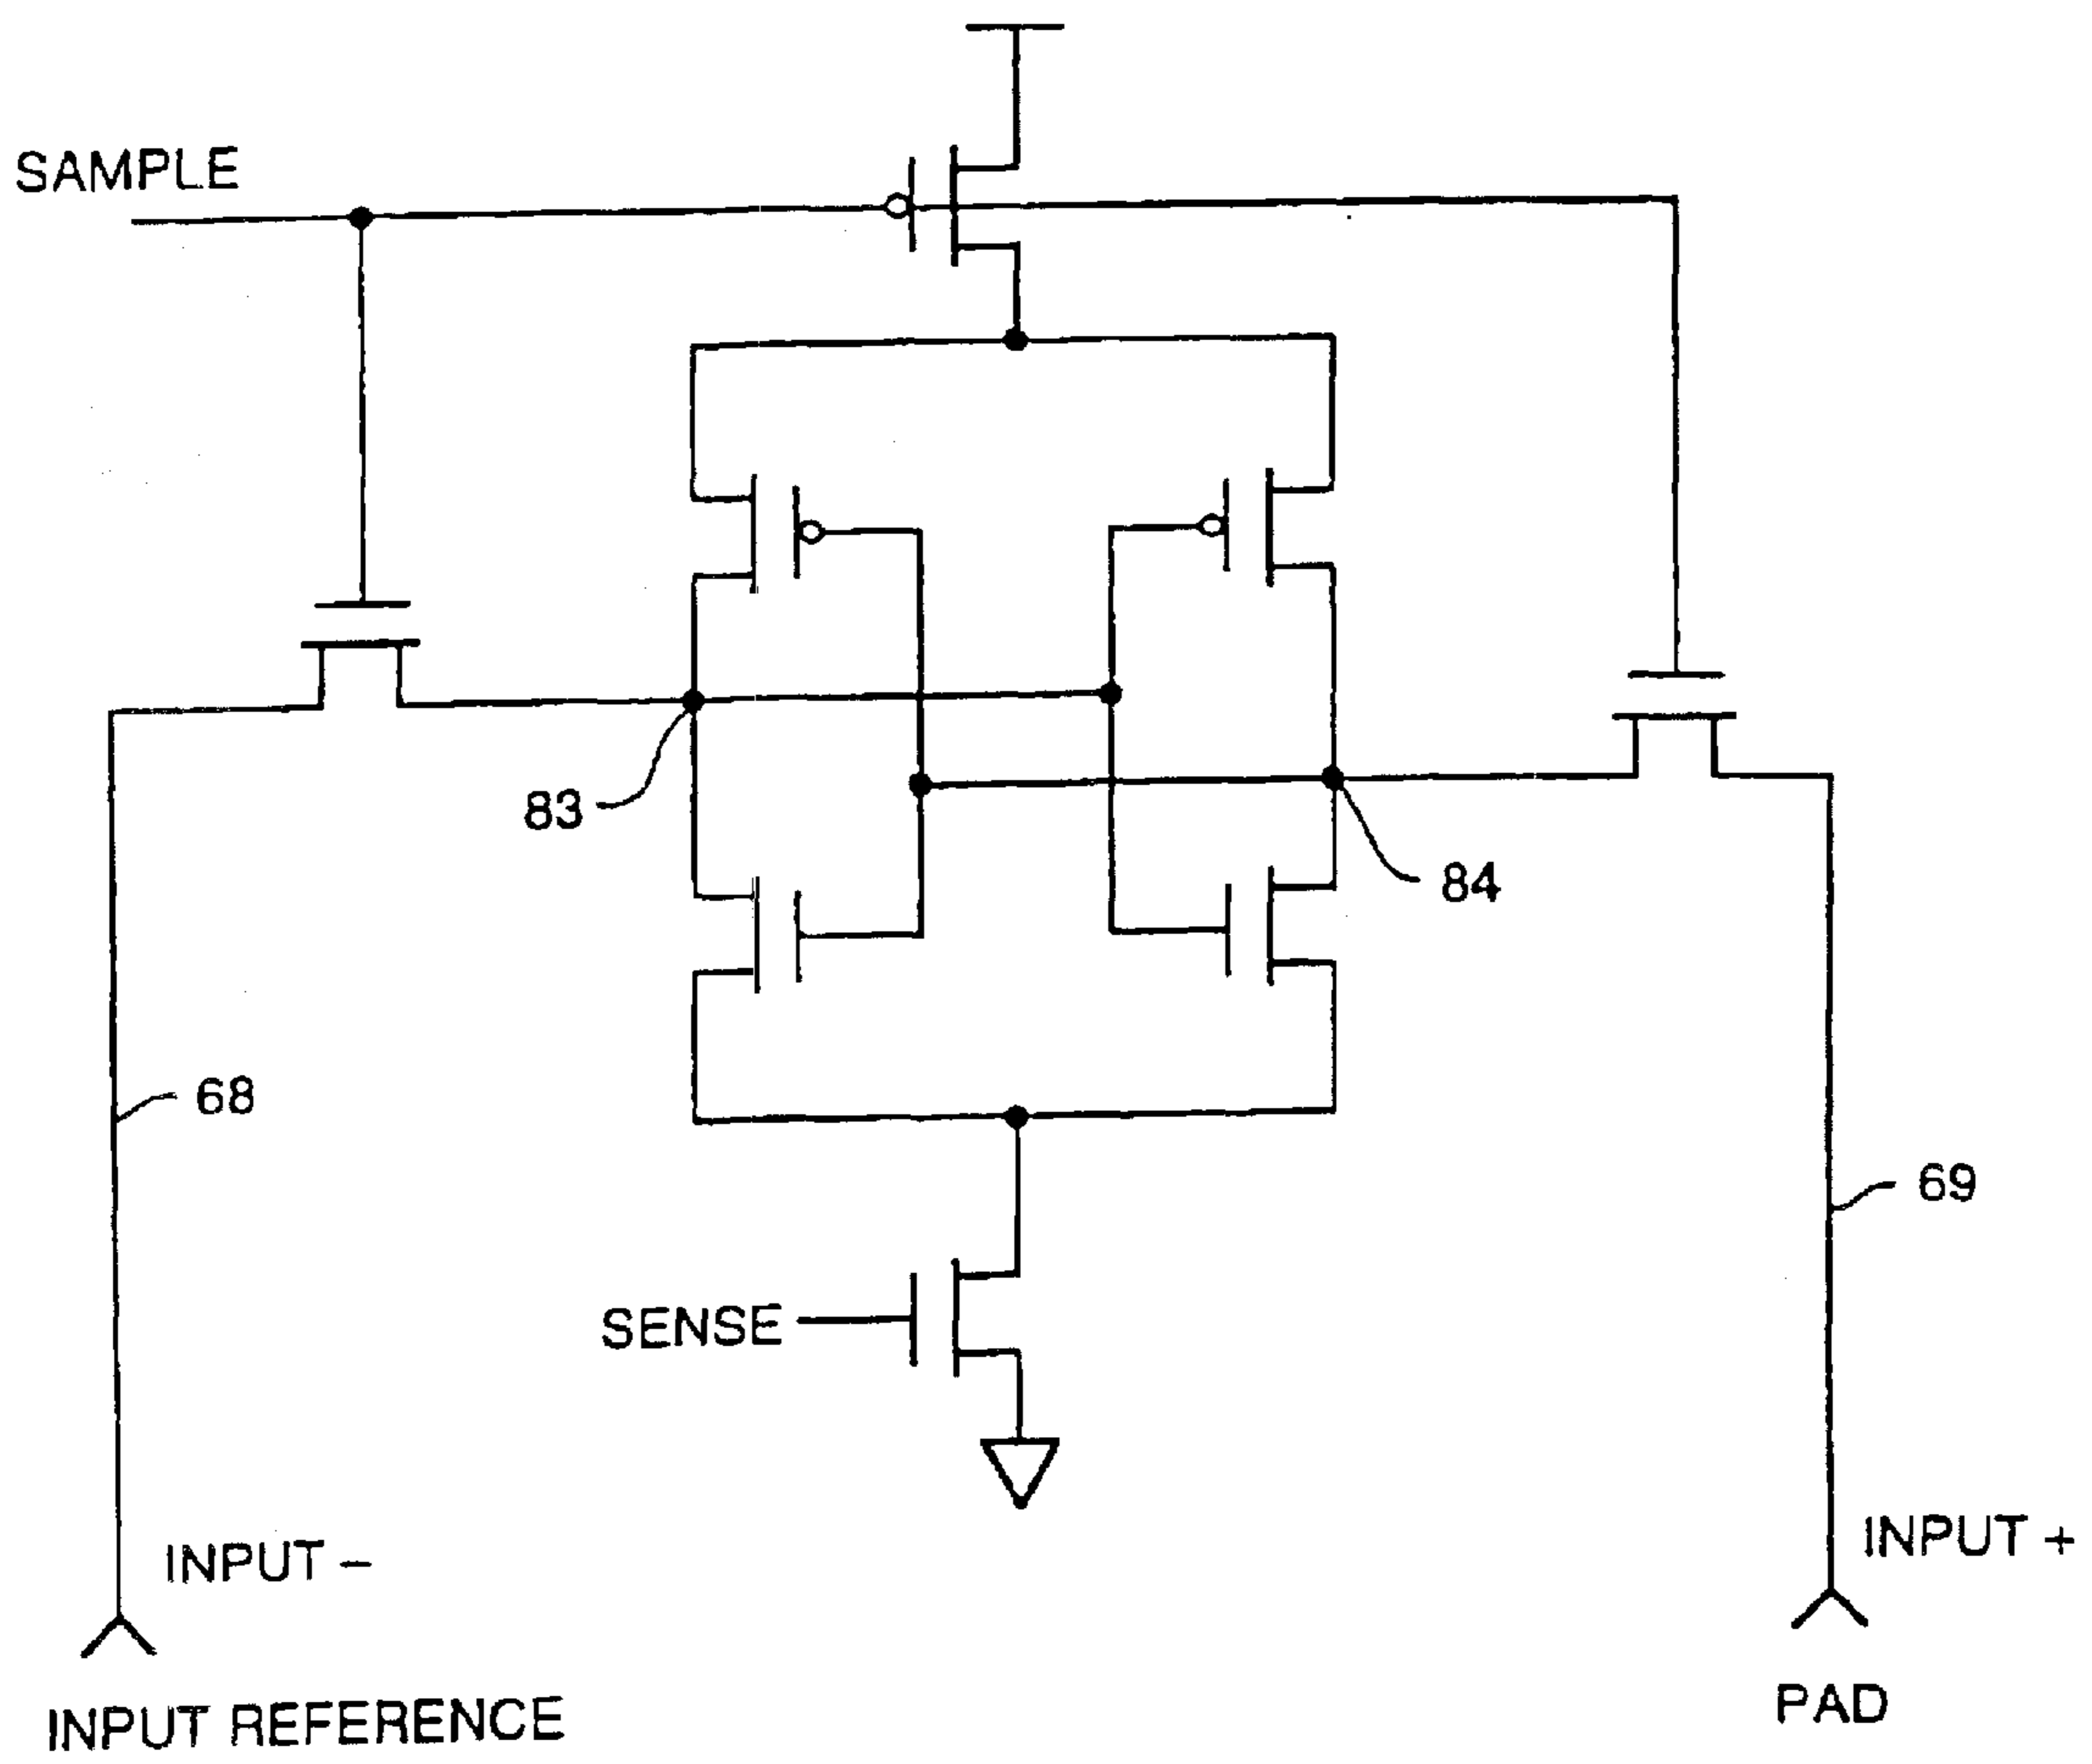 SAMPLE
83
84
68
69
SENSE
INPUT –
INPUT +
INPUT REFERENCE
PAD